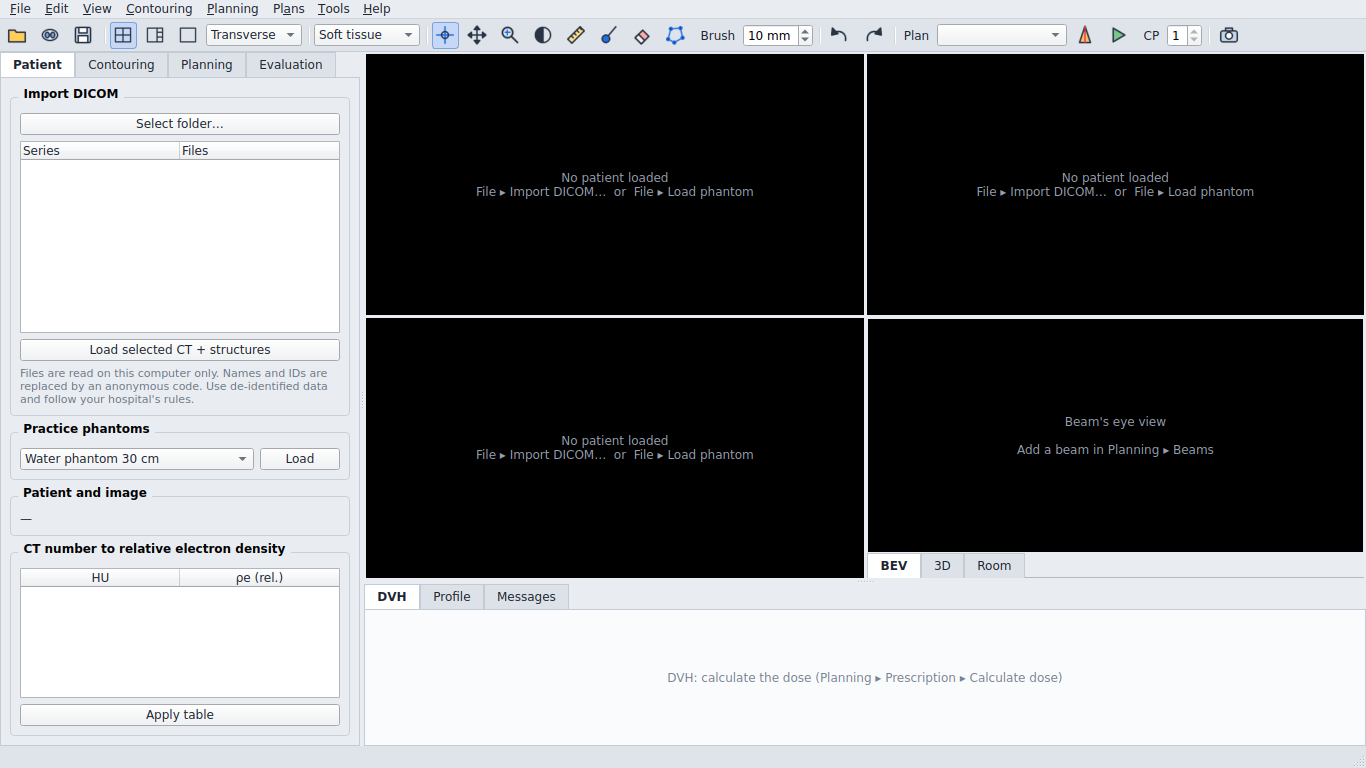 File Edit View Contouring Planning Plans Tools Help
Transverse Soft tissue Brush 10 mm Plan CP 1
Patient Contouring Planning Evaluation
Import DICOM
Select folder...
Series Files
Load selected CT + structures
Files are read on this computer only. Names and IDs are
replaced by an anonymous code. Use de-identified data
and follow your hospital's rules.
Practice phantoms
Water phantom 30 cm Load
Patient and image
—
CT number to relative electron density
HU ρe (rel.)
Apply table
No patient loaded
File ▸ Import DICOM... or File ▸ Load phantom
No patient loaded
File ▸ Import DICOM... or File ▸ Load phantom
No patient loaded
File ▸ Import DICOM... or File ▸ Load phantom
Beam's eye view
Add a beam in Planning ▸ Beams
BEV 3D Room
DVH Profile Messages
DVH: calculate the dose (Planning ▸ Prescription ▸ Calculate dose)